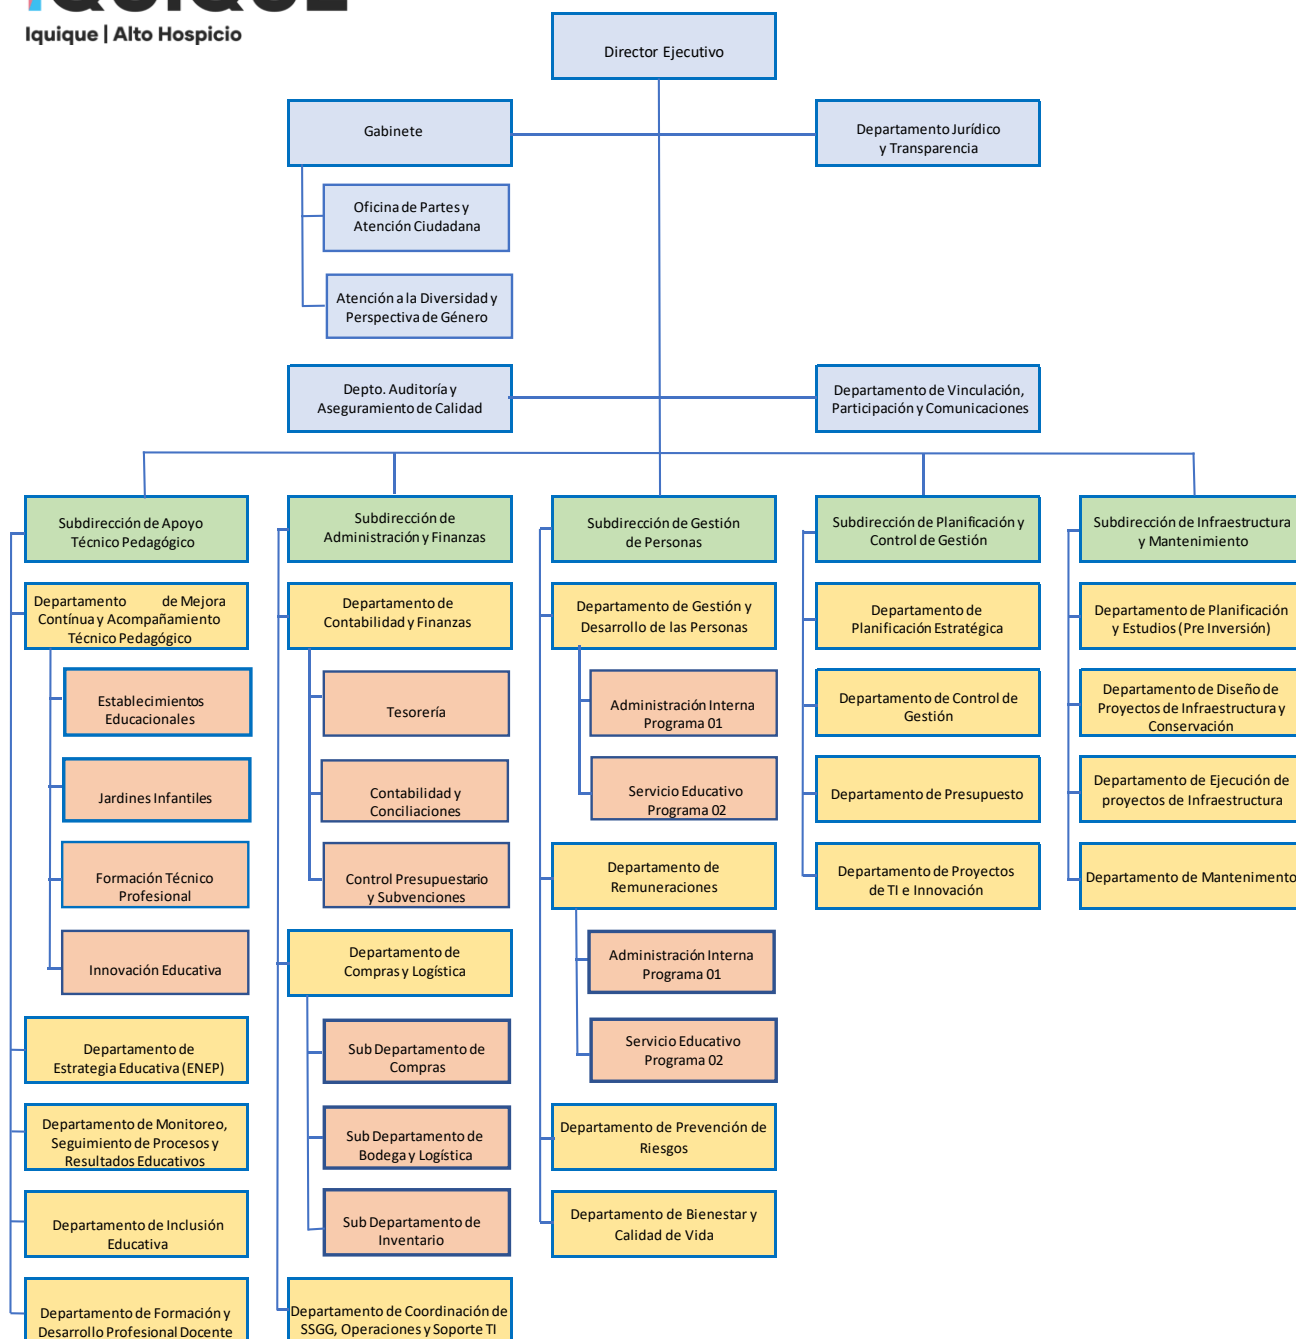 IQUIQUE
Iquique | Alto Hospicio
Director Ejecutivo
Gabinete
Departamento Jurídico
y Transparencia
Oficina de Partes y
Atención Ciudadana
Atención a la Diversidad y
Perspectiva de Género
Depto. Auditoría y
Aseguramiento de Calidad
Departamento de Vinculación,
Participación y Comunicaciones
Subdirección de Apoyo
Técnico Pedagógico
Departamento de Mejora
Contínua y Acompañamiento
Técnico Pedagógico
Establecimientos
Educacionales
Jardines Infantiles
Formación Técnico
Profesional
Innovación Educativa
Departamento de
Estrategia Educativa (ENEP)
Departamento de Monitoreo,
Seguimiento de Procesos y
Resultados Educativos
Departamento de Inclusión
Educativa
Departamento de Formación y
Desarrollo Profesional Docente
Subdirección de
Administración y Finanzas
Departamento de
Contabilidad y Finanzas
Tesorería
Contabilidad y
Conciliaciones
Control Presupuestario
y Subvenciones
Departamento de
Compras y Logística
Sub Departamento de
Compras
Sub Departamento de
Bodega y Logística
Sub Departamento de
Inventario
Departamento de Coordinación de
SSGG, Operaciones y Soporte TI
Subdirección de Gestión
de Personas
Departamento de Gestión y
Desarrollo de las Personas
Administración Interna
Programa 01
Servicio Educativo
Programa 02
Departamento de
Remuneraciones
Administración Interna
Programa 01
Servicio Educativo
Programa 02
Departamento de Prevención de
Riesgos
Departamento de Bienestar y
Calidad de Vida
Subdirección de Planificación y
Control de Gestión
Departamento de
Planificación Estratégica
Departamento de Control de
Gestión
Departamento de Presupuesto
Departamento de Proyectos
de TI e Innovación
Subdirección de Infraestructura
y Mantenimiento
Departamento de Planificación
y Estudios (Pre Inversión)
Departamento de Diseño de
Proyectos de Infraestructura y
Conservación
Departamento de Ejecución de
proyectos de Infraestructura
Departamento de Mantenimento